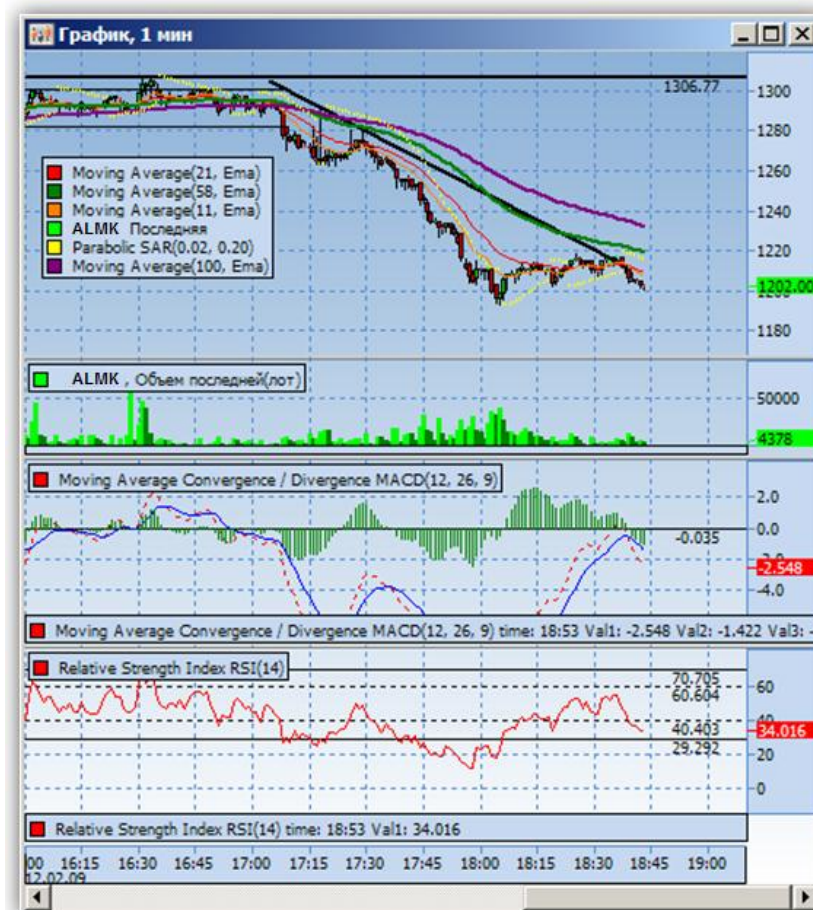 График, 1 мин
1306.77
1300
1280
1260
1240
1220
1202.00
1200
1180
Moving Average(21, Ema)
Moving Average(58, Ema)
Moving Average(11, Ema)
ALMK Последняя
Parabolic SAR(0.02, 0.20)
Moving Average(100, Ema)
ALMK , Объем последней(лот)
50000
4378
Moving Average Convergence / Divergence MACD(12, 26, 9)
2.0
0.0
-0.035
-2.0
-2.548
-4.0
Moving Average Convergence / Divergence MACD(12, 26, 9) time: 18:53 Val1: -2.548 Val2: -1.422 Val3: -
Relative Strength Index RSI(14)
70.705
60.604
60
40.403
40
34.016
29.292
20
0
Relative Strength Index RSI(14) time: 18:53 Val1: 34.016
:00 16:15 16:30 16:45 17:00 17:15 17:30 17:45 18:00 18:15 18:30 18:45 19:00
12.02.09